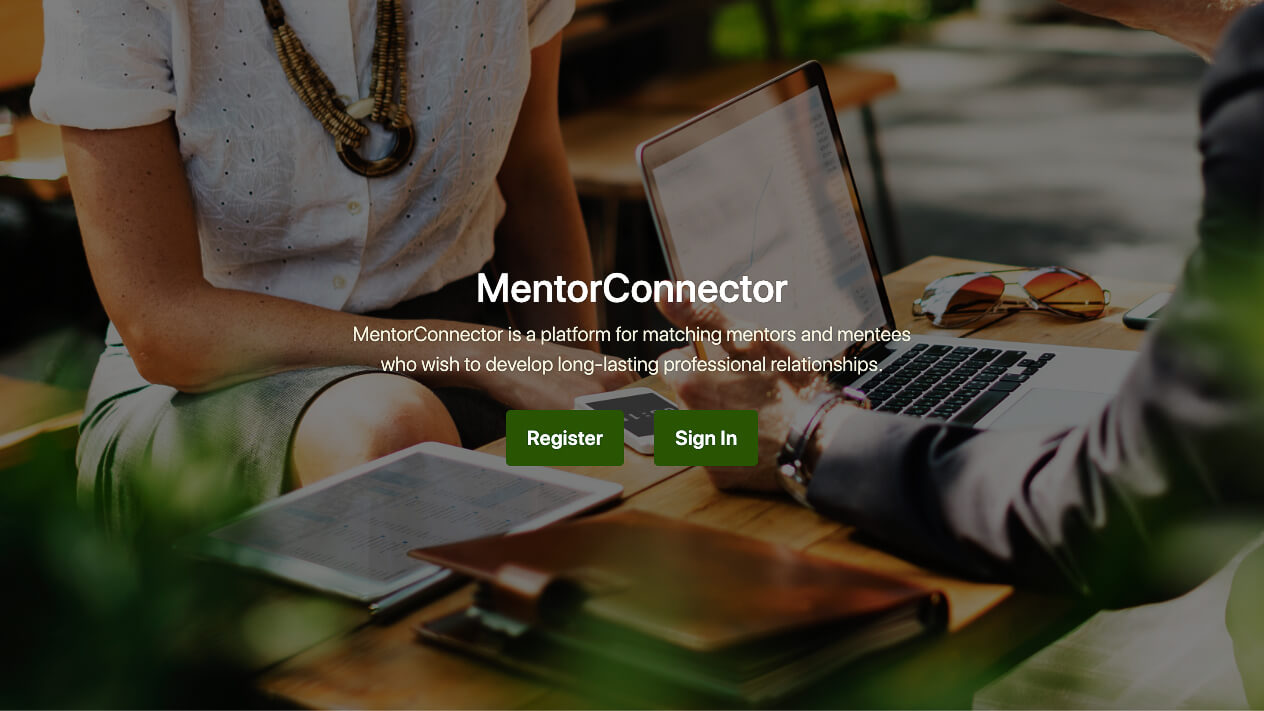 MentorConnector
MentorConnector is a platform for matching mentors and mentees
who wish to develop long-lasting professional relationships.
Register
Sign In